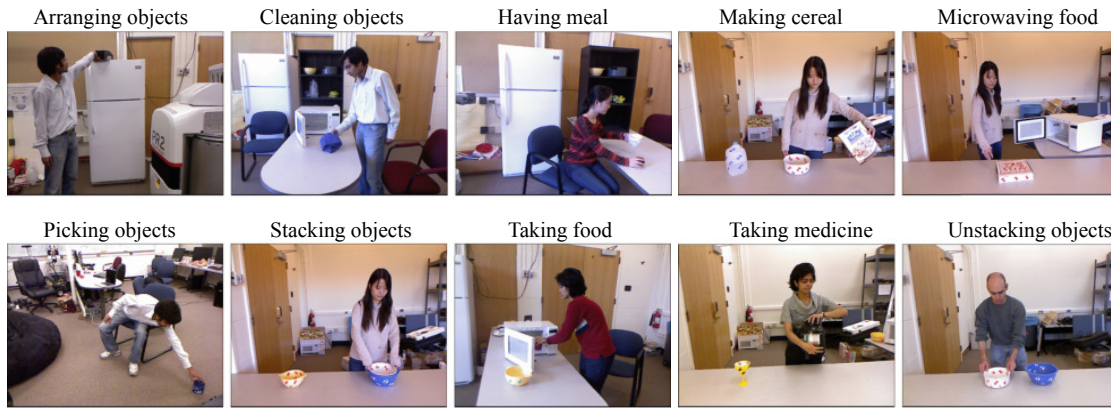 Arranging objects
Cleaning objects
Having meal
Making cereal
Microwaving food
PR2
Picking objects
Stacking objects
Taking food
Taking medicine
Unstacking objects